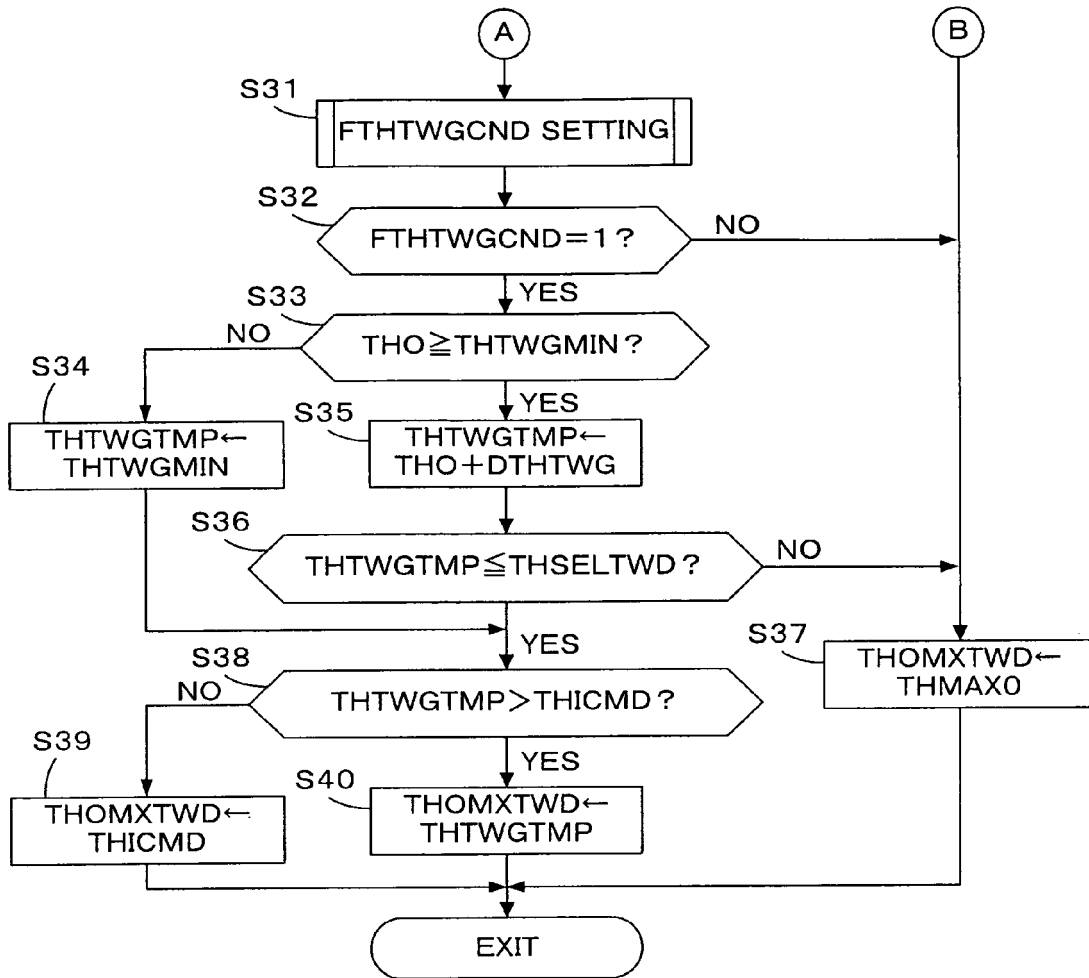 A
B
S31
FTHTWGCND SETTING
S32
FTHTWGCND=1?
NO
YES
S33
NO
THO≧THTWGMIN?
S34
YES
S35
THTWGTMP←
THTWGMIN
THTWGTMP←
THO+DTHTWG
S36
THTWGTMP≦THSELTWD?
NO
YES
S37
THOMXTWD←
THMAX0
S38
NO
THTWGTMP>THICMD?
S39
YES
S40
THOMXTWD←
THICMD
THOMXTWD←
THTWGTMP
EXIT